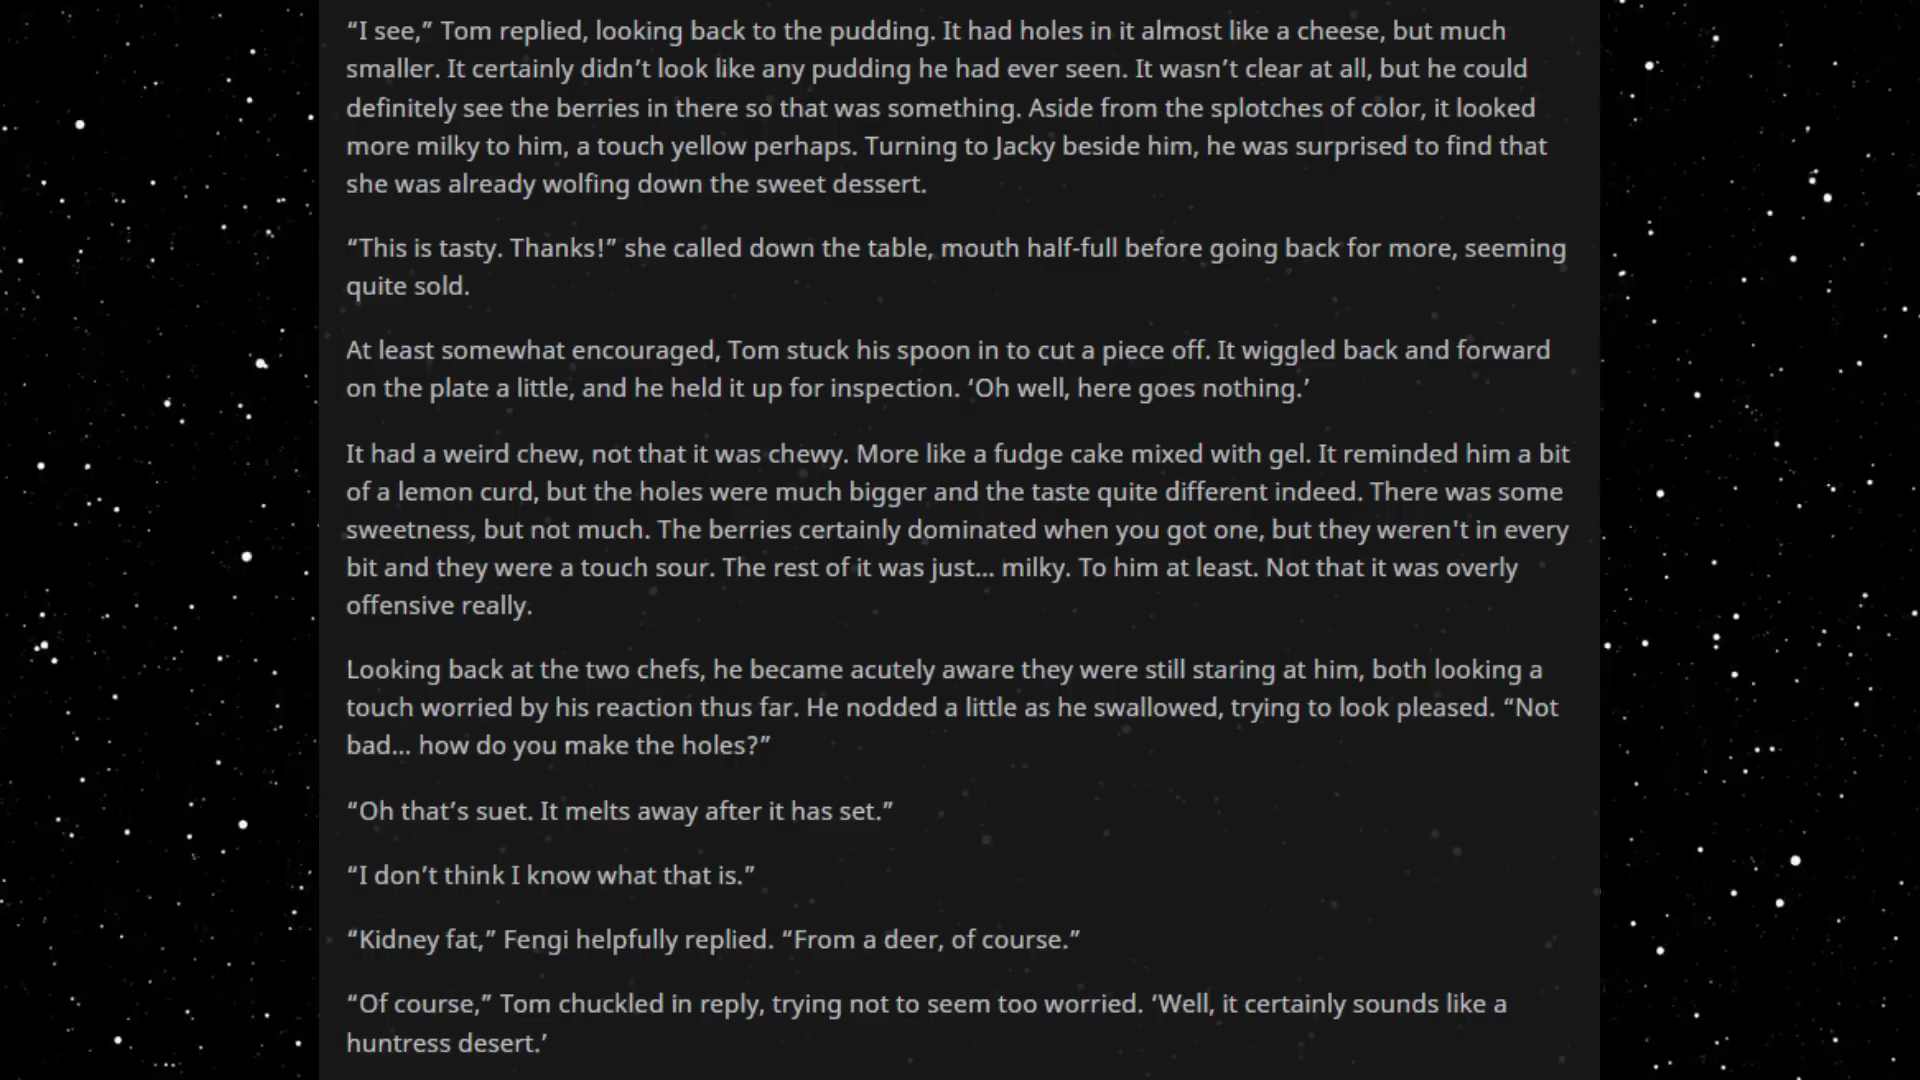 “I see,” Tom replied, looking back to the pudding. It had holes in it almost like a cheese, but much
smaller. It certainly didn’t look like any pudding he had ever seen. It wasn’t clear at all, but he could
definitely see the berries in there so that was something. Aside from the splotches of color, it looked
more milky to him, a touch yellow perhaps. Turning to Jacky beside him, he was surprised to find that
she was already wolfing down the sweet dessert.
“This is tasty. Thanks!” she called down the table, mouth half-full before going back for more, seeming
quite sold.
At least somewhat encouraged, Tom stuck his spoon in to cut a piece off. It wiggled back and forward
on the plate a little, and he held it up for inspection. ‘Oh well, here goes nothing.’
It had a weird chew, not that it was chewy. More like a fudge cake mixed with gel. It reminded him a bit
of a lemon curd, but the holes were much bigger and the taste quite different indeed. There was some
sweetness, but not much. The berries certainly dominated when you got one, but they weren't in every
bit and they were a touch sour. The rest of it was just... milky. To him at least. Not that it was overly
offensive really.
Looking back at the two chefs, he became acutely aware they were still staring at him, both looking a
touch worried by his reaction thus far. He nodded a little as he swallowed, trying to look pleased. “Not
bad... how do you make the holes?”
“Oh that’s suet. It melts away after it has set.”
“I don’t think I know what that is.”
“Kidney fat,” Fengi helpfully replied. “From a deer, of course.”
“Of course,” Tom chuckled in reply, trying not to seem too worried. ‘Well, it certainly sounds like a
huntress desert.’